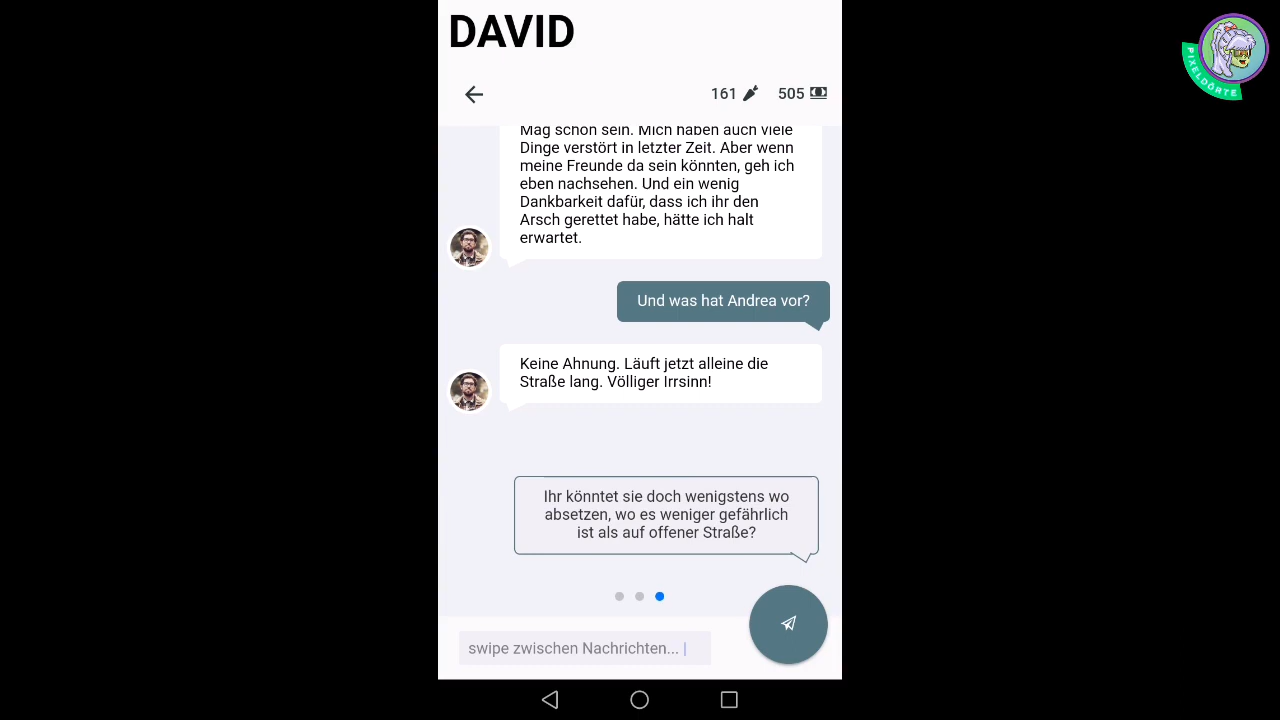 DAVID
161
505
Mag schon sein. Mich haben auch viele
Dinge verstört in letzter Zeit. Aber wenn
meine Freunde da sein könnten, geh ich
eben nachsehen. Und ein wenig
Dankbarkeit dafür, dass ich ihr den
Arsch gerettet habe, hätte ich halt
erwartet.
Und was hat Andrea vor?
Keine Ahnung. Läuft jetzt alleine die
Straße lang. Völliger Irrsinn!
Ihr könntet sie doch wenigstens wo
absetzen, wo es weniger gefährlich
ist als auf offener Straße?
swipe zwischen Nachrichten... |
PIXELDÖRTE